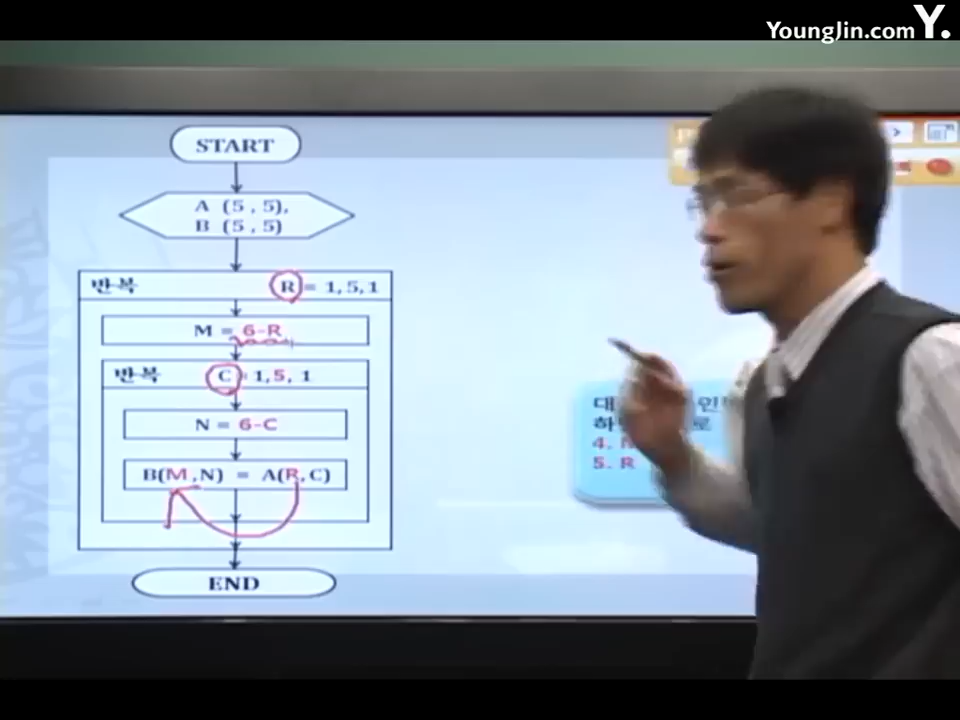 YoungJin.com Y.
START
A (5, 5),
B (5, 5)
반복 R = 1, 5, 1
M = 6-R
반복 C = 1, 5, 1
N = 6-C
B(M,N) = A(R,C)
END
4.
5. R